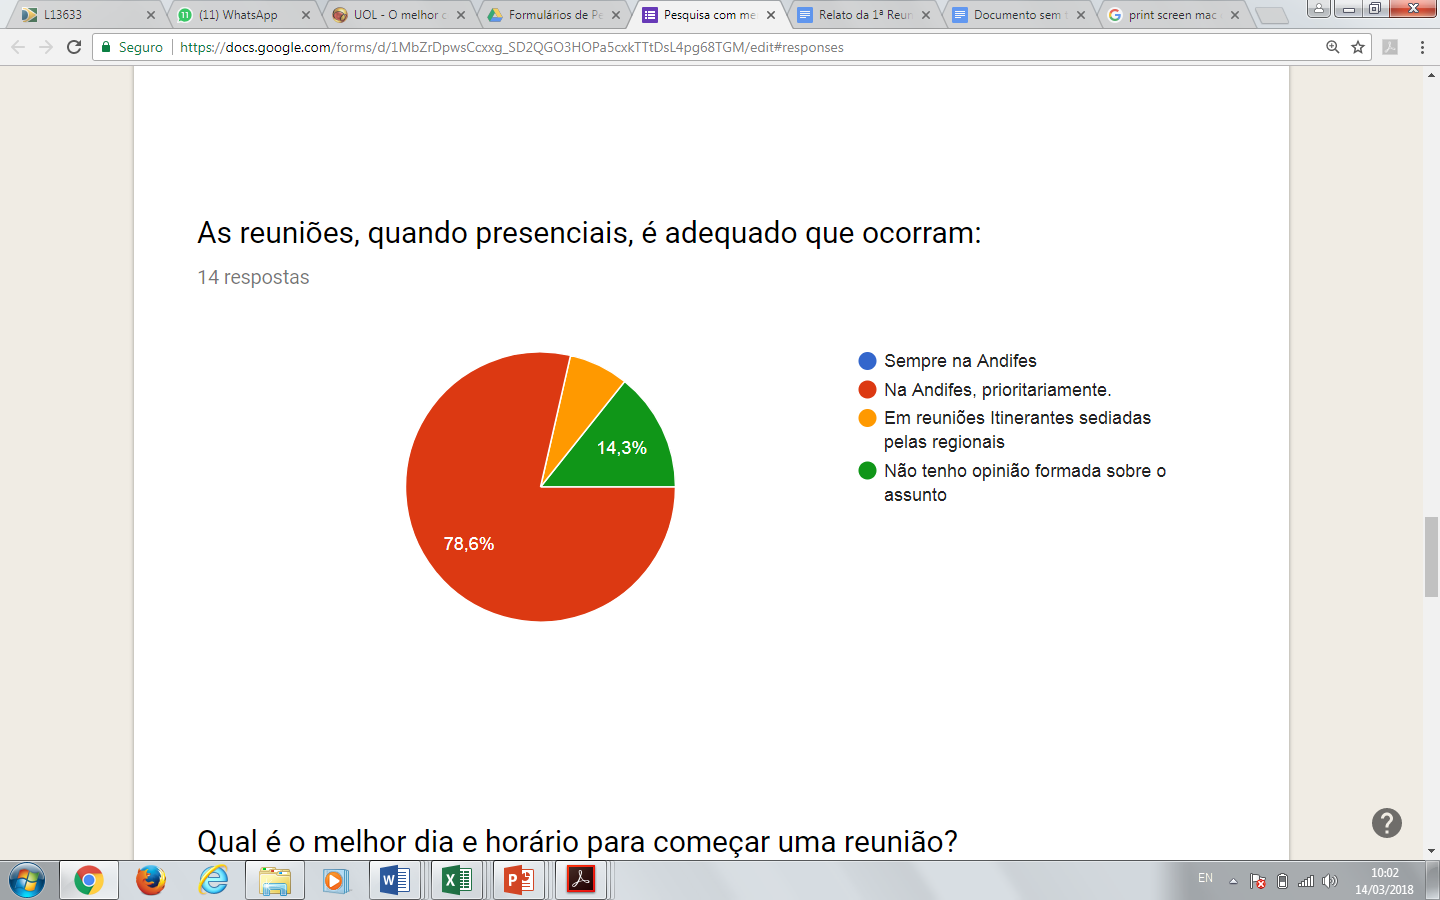 L13633
(11) WhatsApp
UOL - O melhor c
Formulários de Pe
Pesquisa com me
Relato da 1ª Reun
Documento sem t
print screen mac
Seguro
https://docs.google.com/forms/d/1MbZrDpwsCcxxg_SD2QGO3HOPa5cxkTTtDsL4pg68TGM/edit#responses
As reuniões, quando presenciais, é adequado que ocorram:
14 respostas
Sempre na Andifes
Na Andifes, prioritariamente.
Em reuniões Itinerantes sediadas
pelas regionais
Não tenho opinião formada sobre o
assunto
14,3%
78,6%
Qual é o melhor dia e horário para começar uma reunião?
EN
10:02
14/03/2018